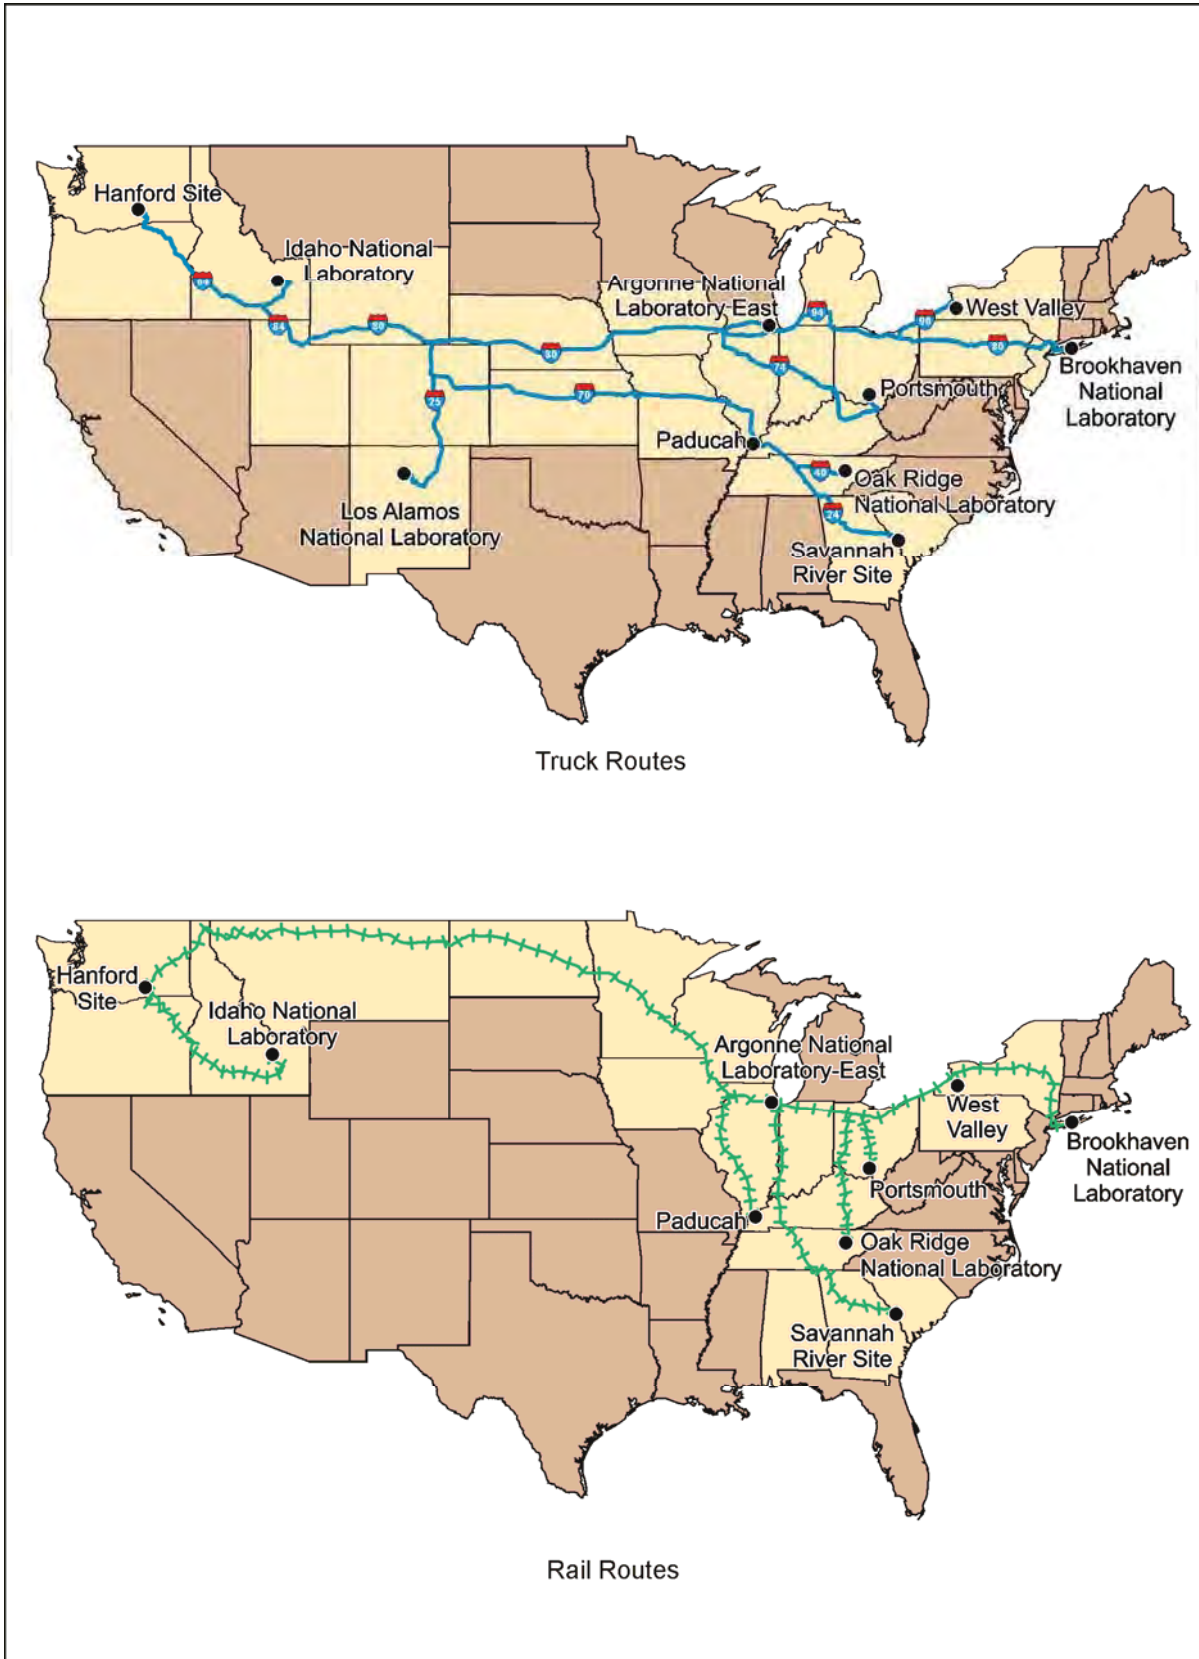 Hanford Site
Idaho National
Laboratory
Argonne National
Laboratory-East
West Valley
Brookhaven
National
Laboratory
Portsmouth
Paducah
Oak Ridge
National Laboratory
Los Alamos
National Laboratory
Savannah
River Site
84
84
80
80
94
90
80
74
25
70
40
24
Truck Routes
Hanford
Site
Idaho National
Laboratory
Argonne National
Laboratory-East
West
Valley
Brookhaven
National
Laboratory
Portsmouth
Paducah
Oak Ridge
National Laboratory
Savannah
River Site
Rail Routes